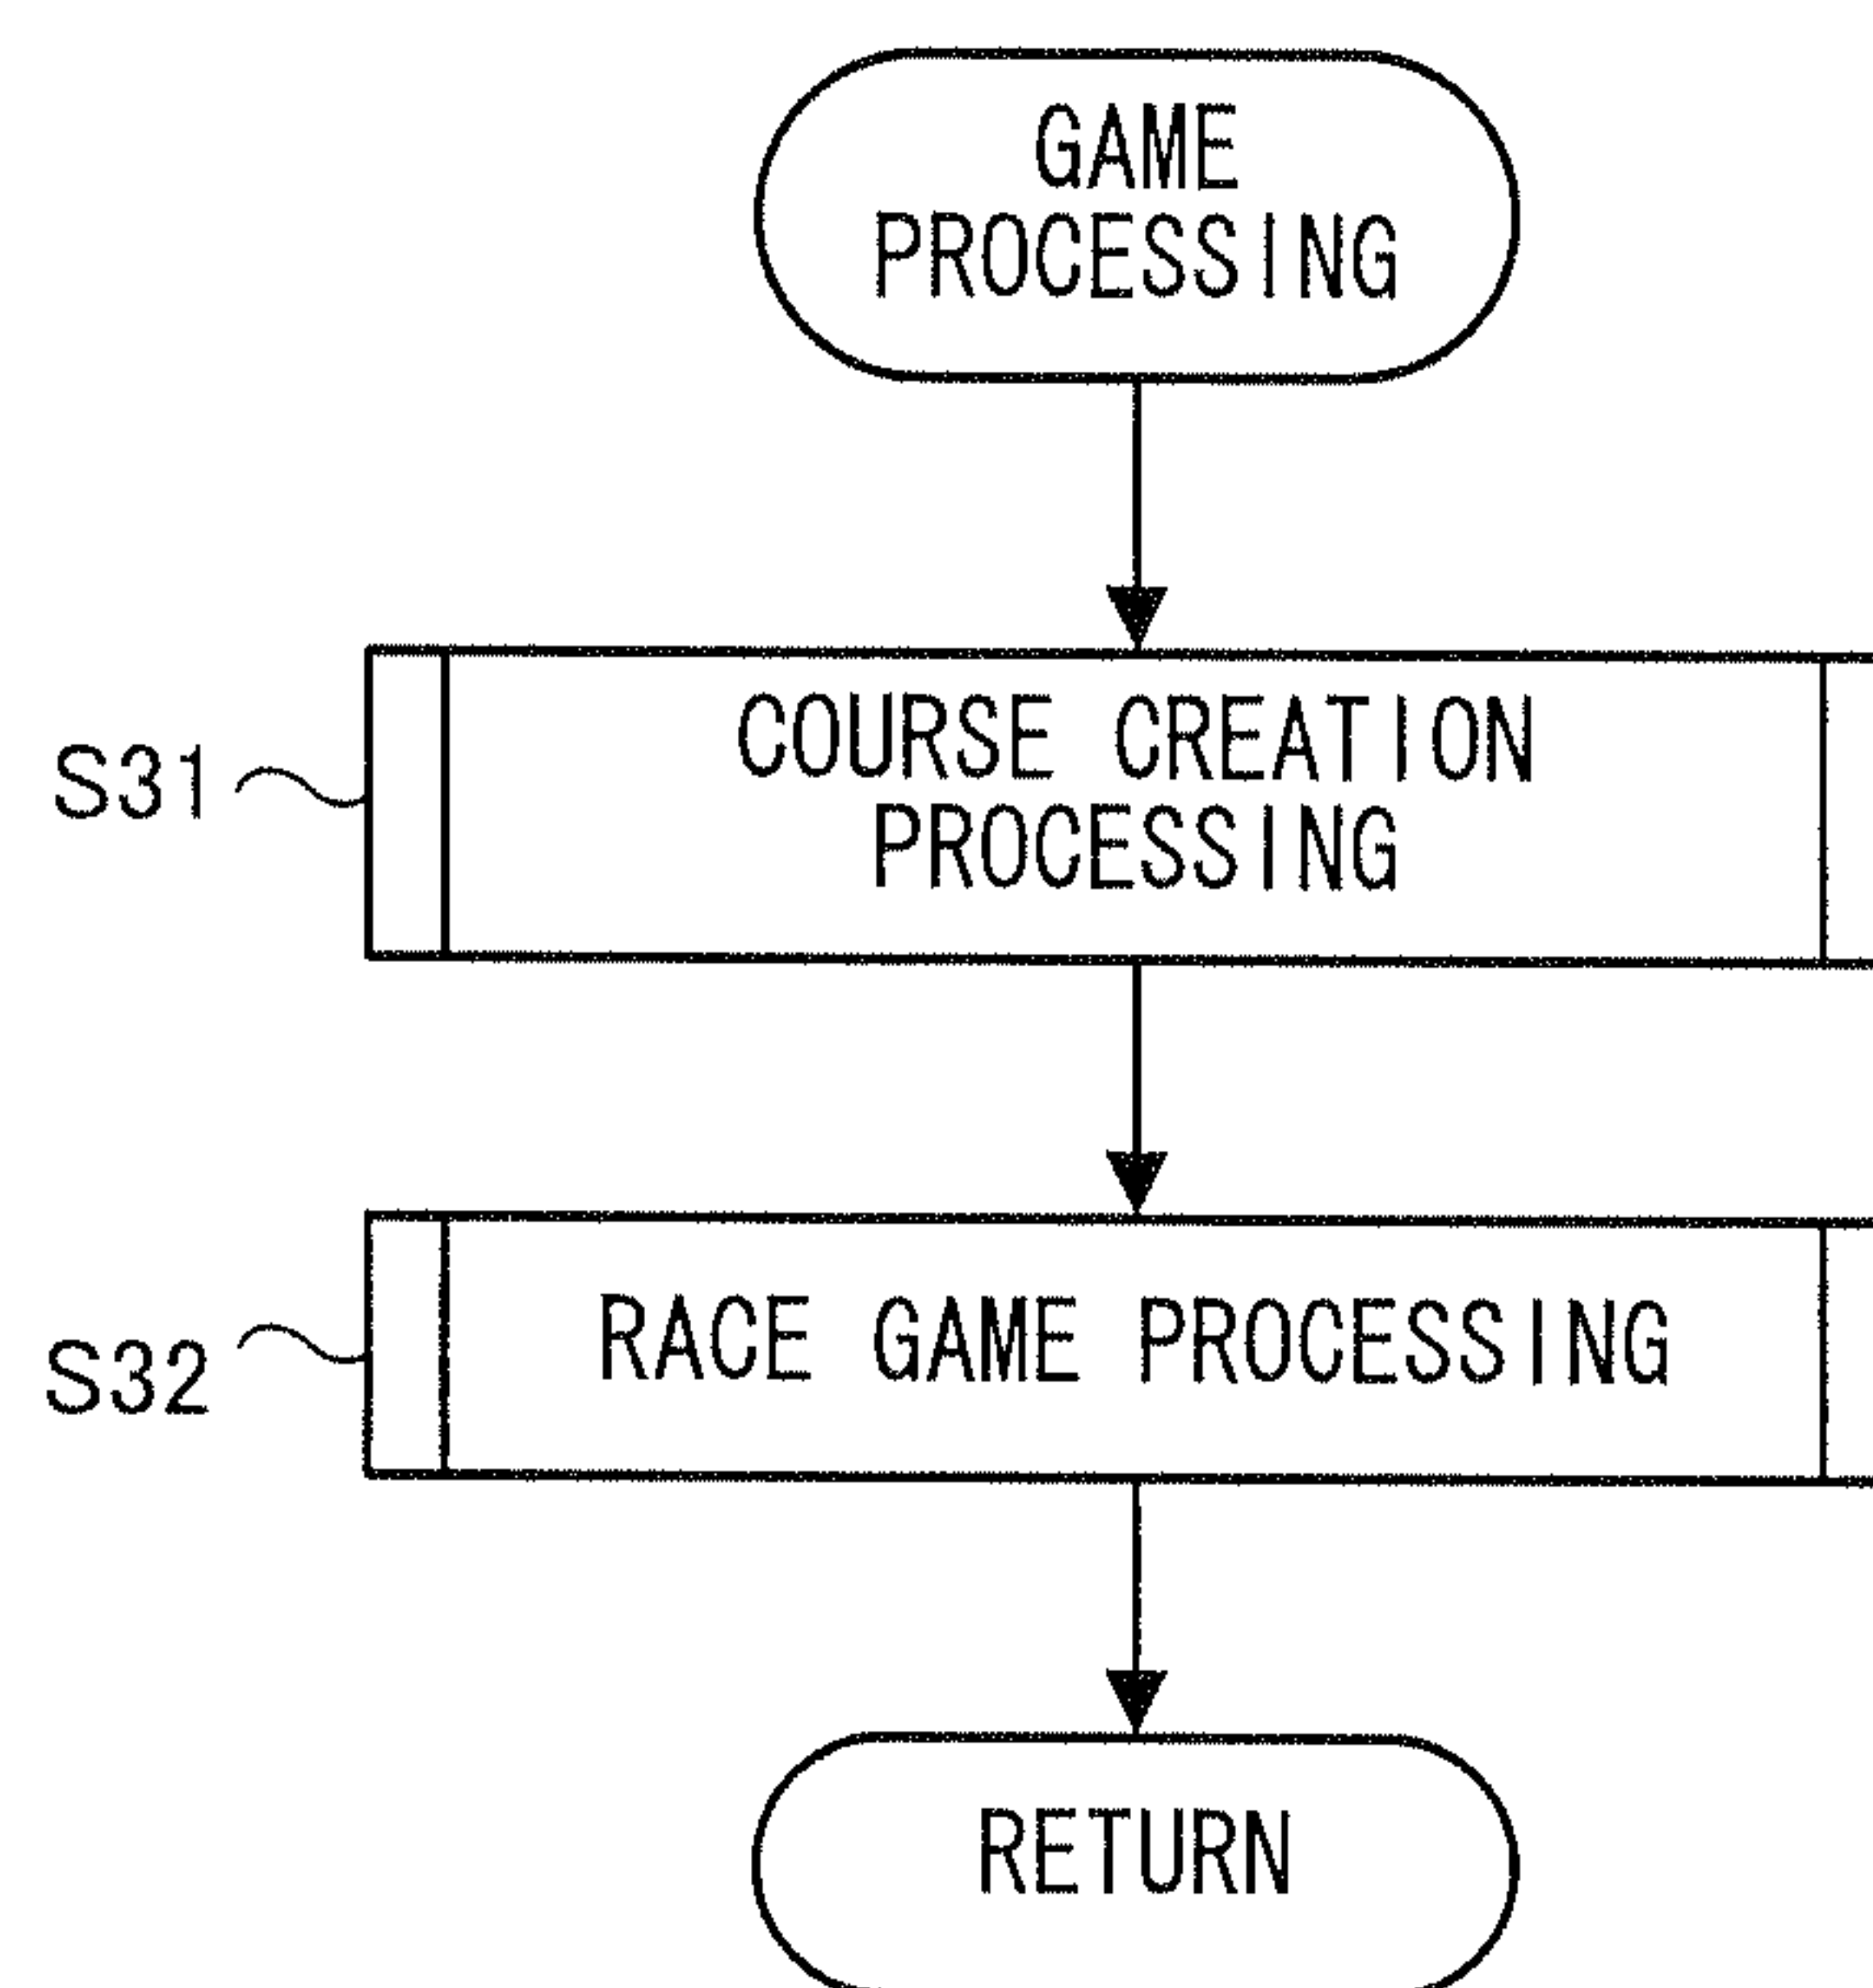 GAME
PROCESSING
S31
COURSE CREATION
PROCESSING
S32
RACE GAME PROCESSING
RETURN